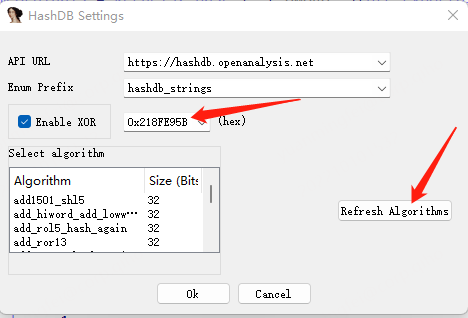 HashDB Settings
API URL
https://hashdb.openanalysis.net
Enum Prefix
hashdb_strings
Enable XOR
0x218FE95B
(hex)
Select algorithm
Algorithm Size (Bits
add1501_shl5 32
add_hiword_add_loww… 32
add_rol5_hash_again 32
add_ror13 32
Refresh Algorithms
Ok
Cancel